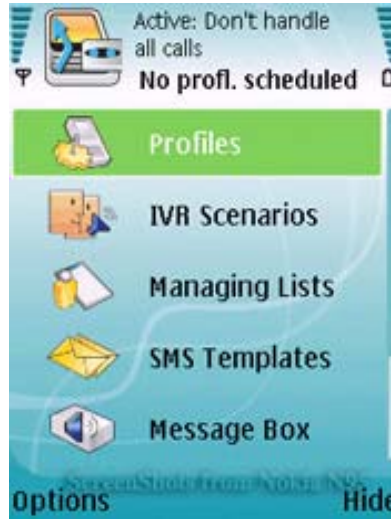 Active: Don't handle
all calls
No profl. scheduled
Profiles
IVR Scenarios
Managing Lists
SMS Templates
Message Box
ScreenShots from Nokia N95
Options
Hide